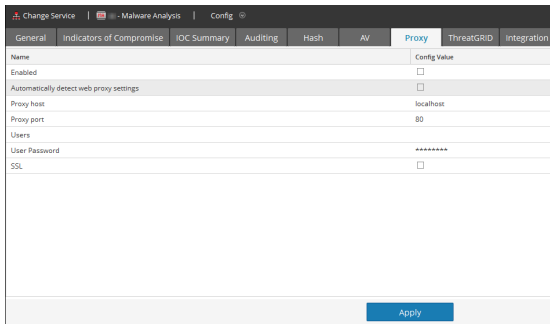 Change Service | - Malware Analysis | Config
General Indicators of Compromise IOC Summary Auditing Hash AV Proxy ThreatGRID Integration
Name Config Value
Enabled
Automatically detect web proxy settings
Proxy host localhost
Proxy port 80
Users
User Password ********
SSL
Apply